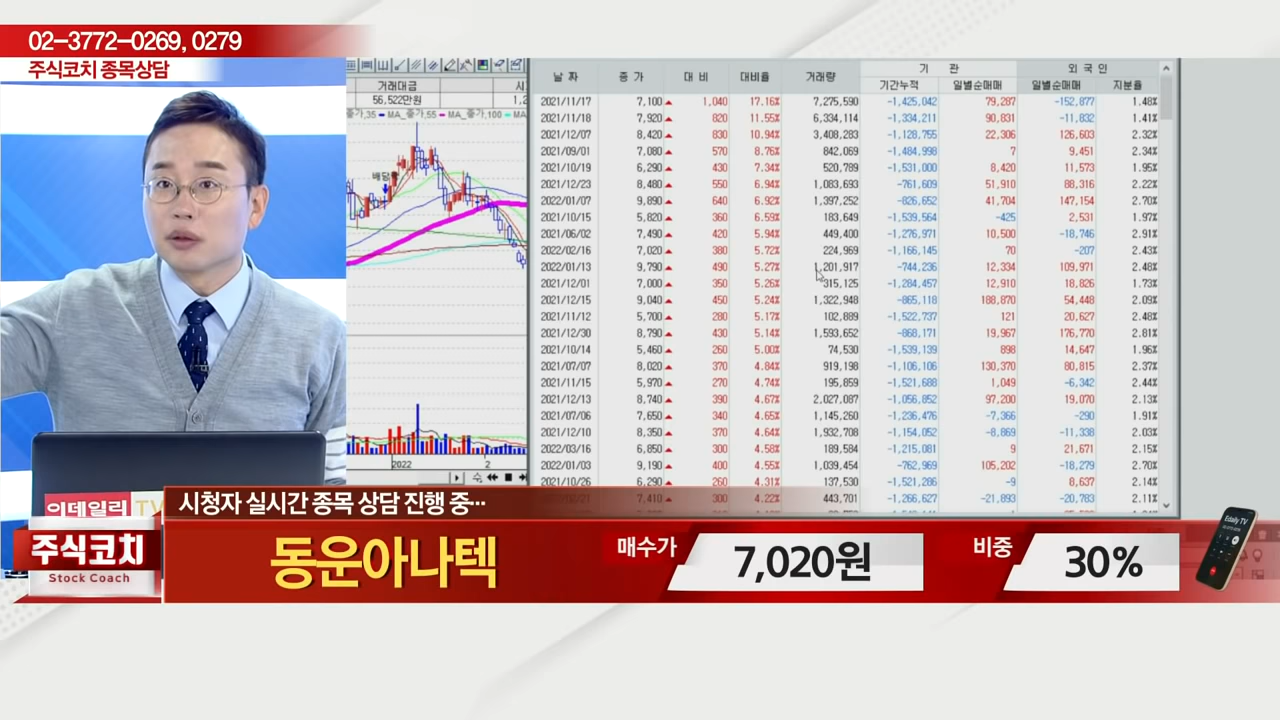 02-3772-0269, 0279
주식코치 종목상담
거래대금
56,522만원
1,2
종가,35 MA_종가,55 MA_종가,100 MA
배당
2022 2
날 짜 종 가 대 비 대비율 거래량 기 관 외 국 인
기간누적 일별순매매 일별순매매 지분율
2021/11/17 7,100 ▲ 1,040 17.16% 7,275,590 -1,425,042 79,287 -152,877 1.48%
2021/11/18 7,920 ▲ 820 11.55% 6,334,114 -1,334,211 90,831 -11,832 1.41%
2021/12/07 8,420 ▲ 830 10.94% 3,408,283 -1,128,755 22,306 126,603 2.32%
2021/09/01 7,080 ▲ 570 8.76% 842,069 -1,484,998 7 9,451 2.34%
2021/10/19 6,290 ▲ 430 7.34% 520,789 -1,531,000 8,420 11,573 1.95%
2021/12/23 8,480 ▲ 550 6.94% 1,083,693 -761,609 51,910 88,316 2.22%
2022/01/07 9,890 ▲ 640 6.92% 1,397,252 -826,652 41,704 147,154 2.70%
2021/10/15 5,820 ▲ 360 6.59% 183,649 -1,539,564 -425 2,531 1.97%
2021/06/02 7,490 ▲ 420 5.94% 449,400 -1,276,971 10,500 -18,746 2.91%
2022/02/16 7,020 ▲ 380 5.72% 224,969 -1,166,145 70 -207 2.43%
2022/01/13 9,790 ▲ 490 5.27% 1,201,917 -744,236 12,334 109,971 2.48%
2021/12/01 7,000 ▲ 350 5.26% 315,125 -1,284,457 12,910 18,826 1.73%
2021/12/15 9,040 ▲ 450 5.24% 1,322,948 -865,118 188,870 54,448 2.09%
2021/11/12 5,700 ▲ 280 5.17% 102,889 -1,522,737 121 20,627 2.48%
2021/12/30 8,790 ▲ 430 5.14% 1,593,652 -868,171 19,967 176,770 2.81%
2021/10/14 5,460 ▲ 260 5.00% 74,530 -1,539,139 898 14,647 1.96%
2021/07/07 8,020 ▲ 370 4.84% 919,198 -1,106,106 130,370 80,815 2.37%
2021/11/15 5,970 ▲ 270 4.74% 195,859 -1,521,688 1,049 -6,342 2.44%
2021/12/13 8,740 ▲ 390 4.67% 2,027,087 -1,056,852 97,200 19,070 2.13%
2021/07/06 7,650 ▲ 340 4.65% 1,145,260 -1,236,476 -7,366 -290 1.91%
2021/12/10 8,350 ▲ 370 4.64% 1,932,708 -1,154,052 -8,869 -11,338 2.03%
2022/03/16 6,850 ▲ 300 4.58% 189,584 -1,215,081 9 21,671 2.15%
2022/01/03 9,190 ▲ 400 4.55% 1,039,454 -762,969 105,202 -18,279 2.70%
2021/10/26 6,290 ▲ 260 4.31% 137,530 -1,521,286 -9 8,637 2.14%
7,410 ▲ 300 4.22% 443,701 -1,266,627 -21,893 -20,783 2.11%
이데일리 TV
시청자 실시간 종목 상담 진행 중…
주식코치
Stock Coach
동운아나텍
매수가 7,020원
비중 30%
Edaily TV